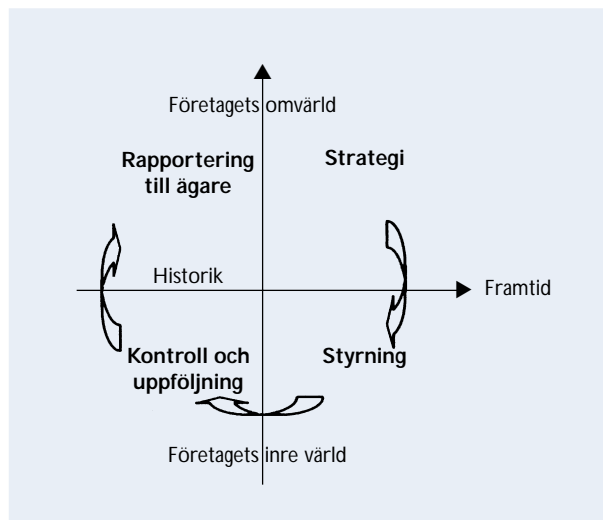 Företagets omvärld
Rapportering
till ägare
Strategi
Historik
Framtid
Kontroll och
uppföljning
Styrning
Företagets inre värld